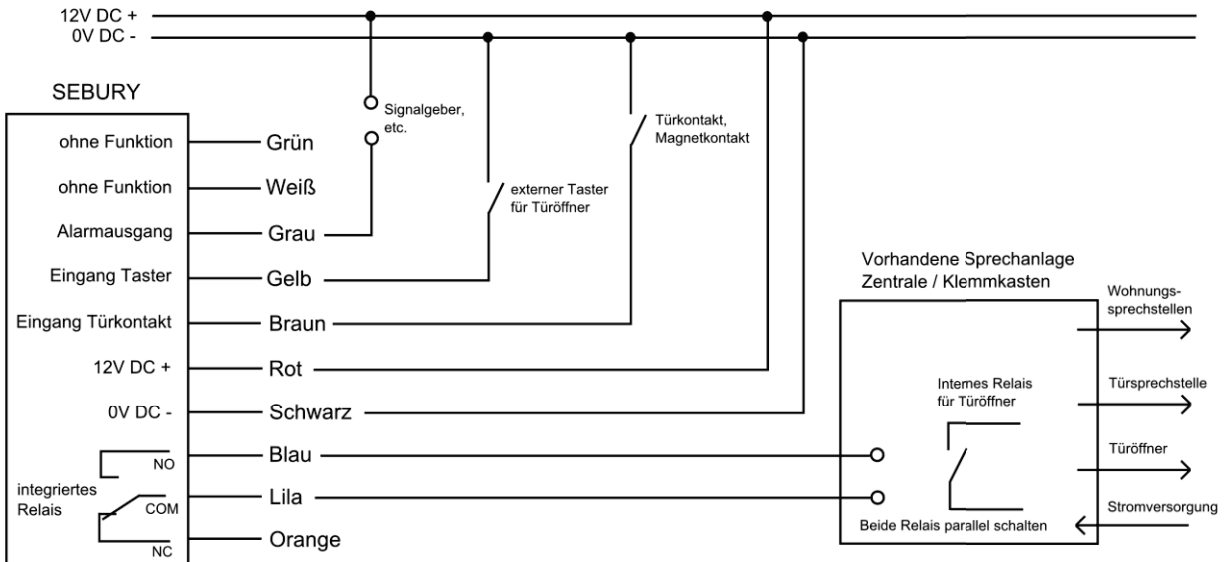 12V DC +
0V DC -
SEBURY
ohne Funktion
Grün
ohne Funktion
Weiß
Alarmausgang
Grau
Eingang Taster
Gelb
Eingang Türkontakt
Braun
12V DC +
Rot
0V DC -
Schwarz
integriertes
Relais
NO
Blau
COM
Lila
NC
Orange
Signalgeber,
etc.
externer Taster
für Türöffner
Türkontakt,
Magnetkontakt
Vorhandene Sprechanlage
Zentrale / Klemmkasten
Internes Relais
für Türöffner
Beide Relais parallel schalten
Wohnungs-
sprechstellen
Türsprechstelle
Türöffner
Stromversorgung